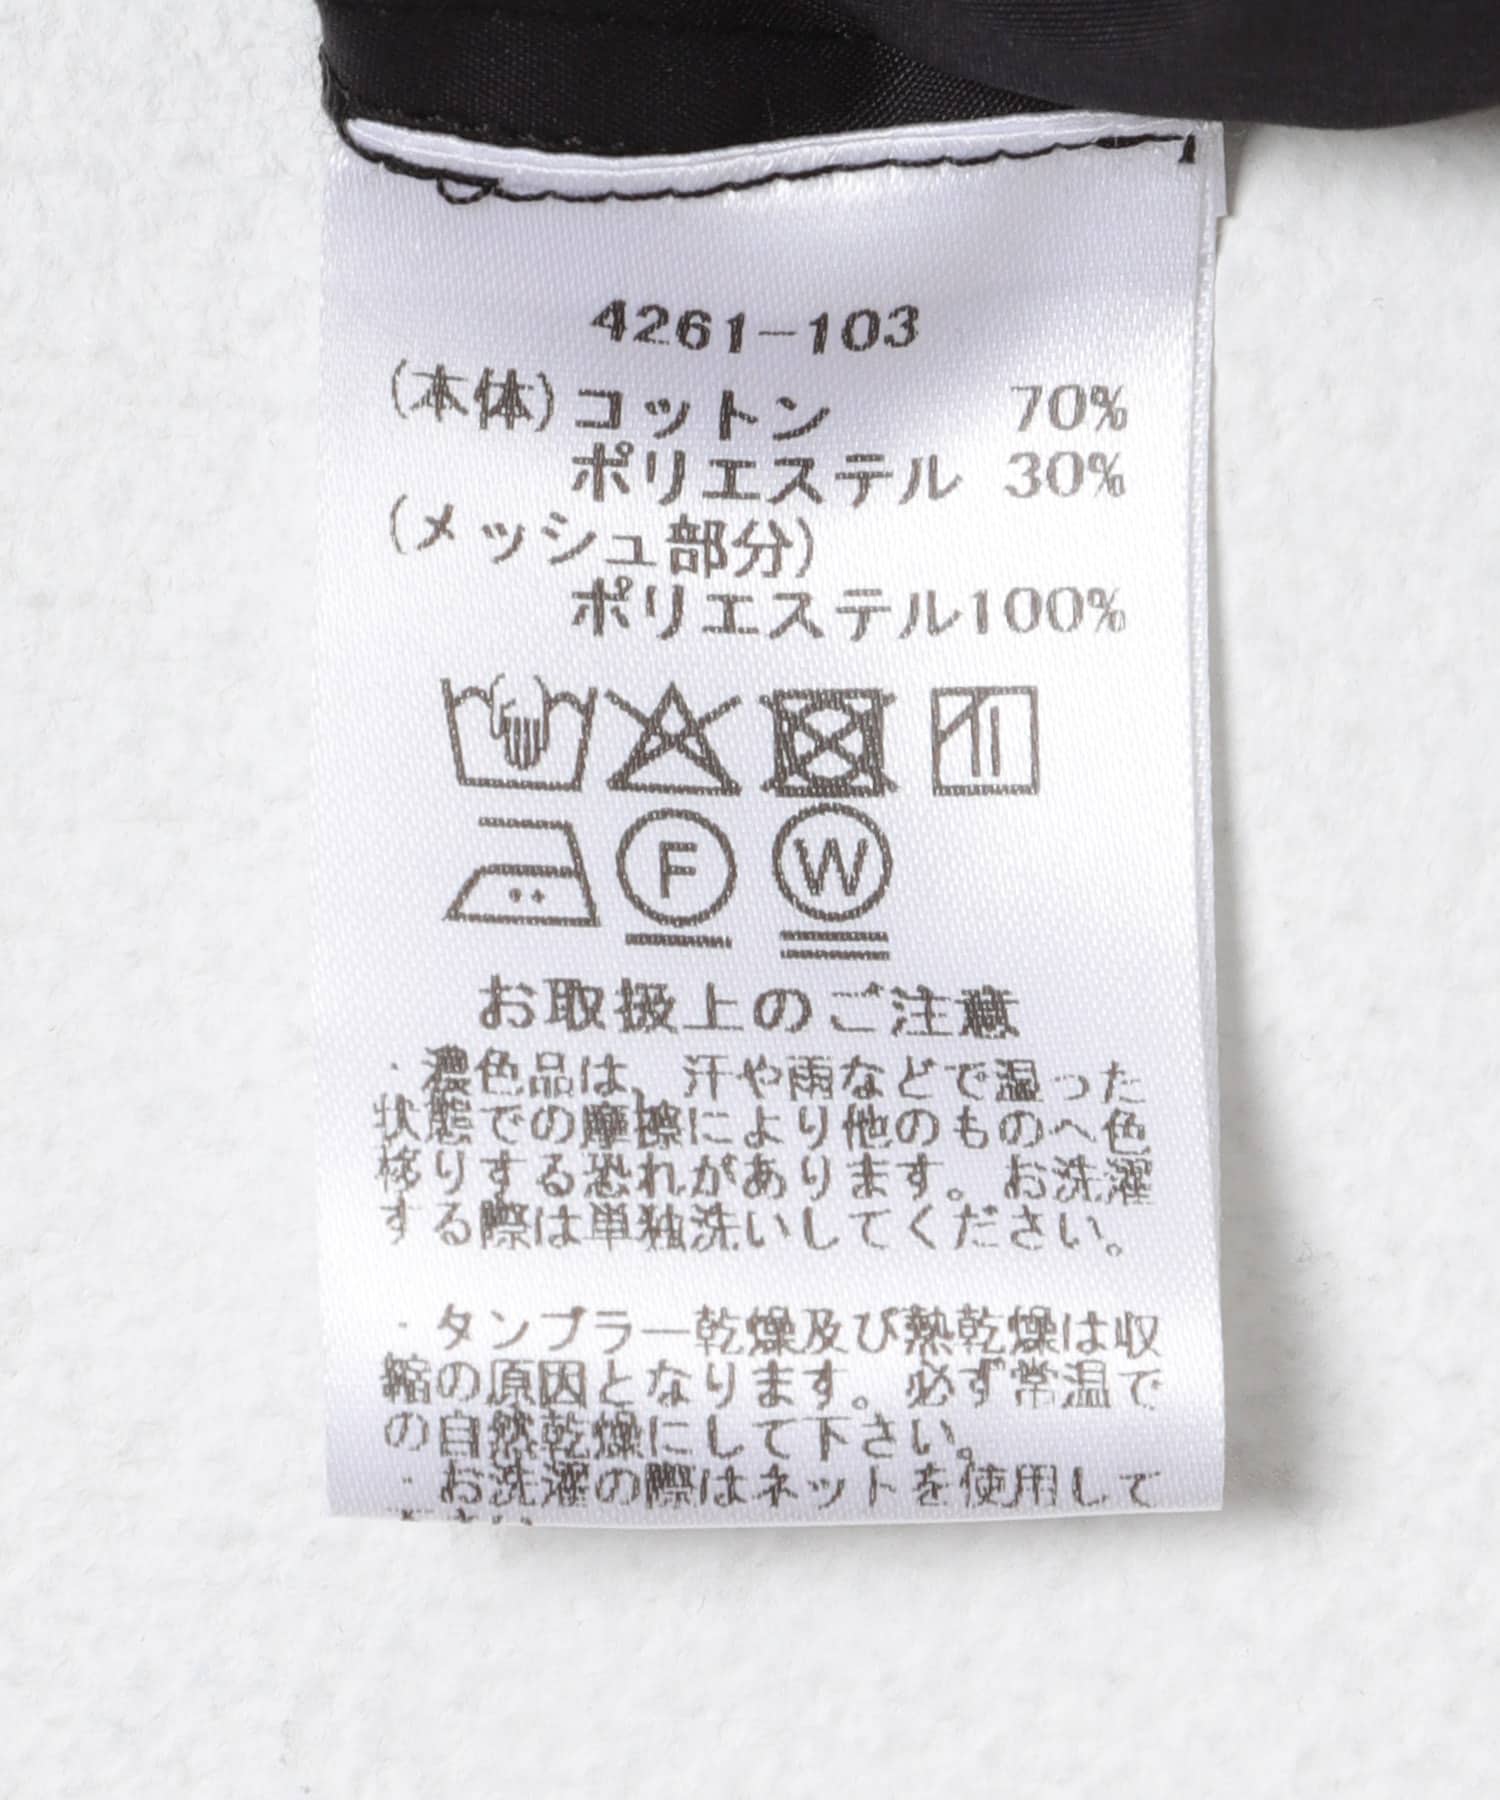 4261-103
(本体)コットン 70%
ポリエステル 30%
(メッシュ部分)
ポリエステル100%
F W
お取扱上のご注意
・濃色品は、汗や雨などで湿った
状態での摩擦により他のものへ色
移りする恐れがあります。お洗濯
する際は単独洗いしてください。
・タンブラー乾燥及び熱乾燥は収
縮の原因となります。必ず常温で
の自然乾燥にして下さい。
・お洗濯の際はネットを使用して